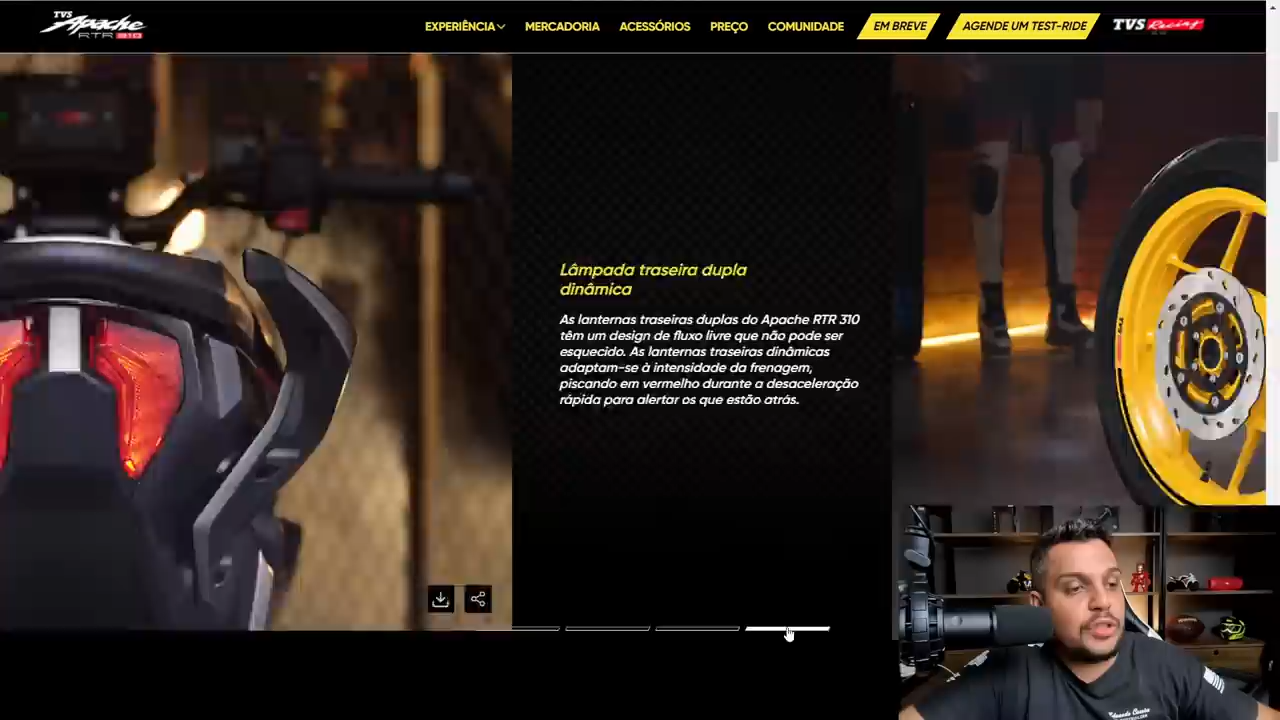 TVS
Apache
RTR 310
EXPERIÊNCIA
MERCADORIA
ACESSÓRIOS
PREÇO
COMUNIDADE
EM BREVE
AGENDE UM TEST-RIDE
TVS Racing
Lâmpada traseira dupla
dinâmica
As lanternas traseiras duplas do Apache RTR 310
têm um design de fluxo livre que não pode ser
esquecido. As lanternas traseiras dinâmicas
adaptam-se à intensidade da frenagem,
piscando em vermelho durante a desaceleração
rápida para alertar os que estão atrás.